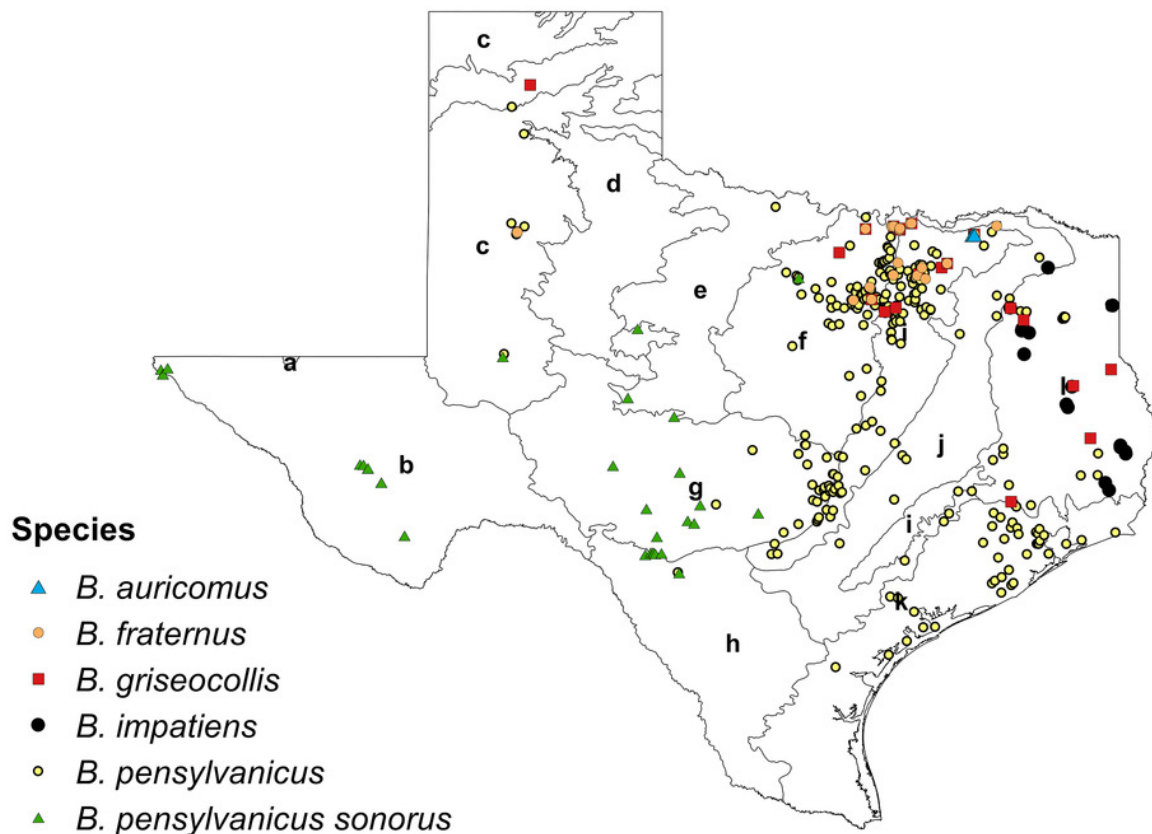 c
d
c
e
i
f
a
l
j
b
g
i
k
h
Species
B. auricomus
B. fraternus
B. griseocollis
B. impatiens
B. pensylvanicus
B. pensylvanicus sonorus